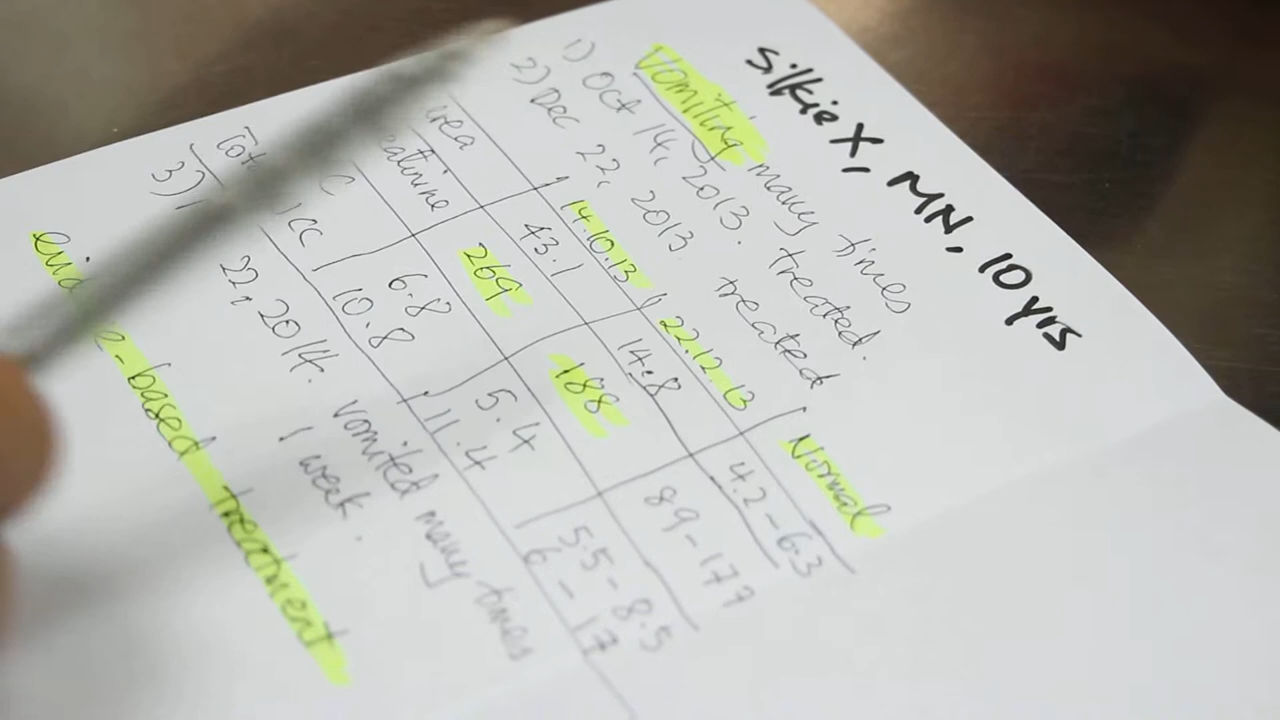 Silkie X, MN, 10 yrs
Vomiting many times
1) Oct 14, 2013. treated.
2) Dec 22, 2013. treated
14.10.13 22.12.13 Normal
urea 43.1 14.8 4.2-6.3
269 188 89-177
6.8 5.4 5.5-8.5
10.8 11.4 6-17
3) 22, 2014. vomited many times
1 week.
treatment